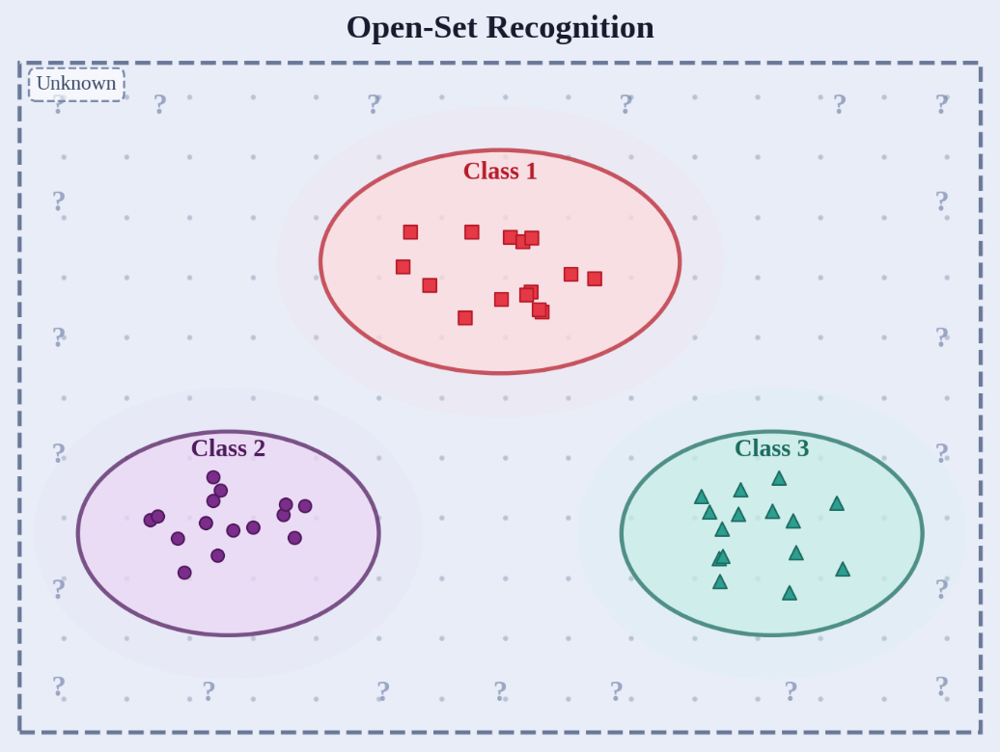 Open-Set Recognition
Unknown
? ? ? ? ? ?
Class 1
? ?
? ?
Class 2 Class 3
? ?
? ?
? ? ? ? ? ? ?